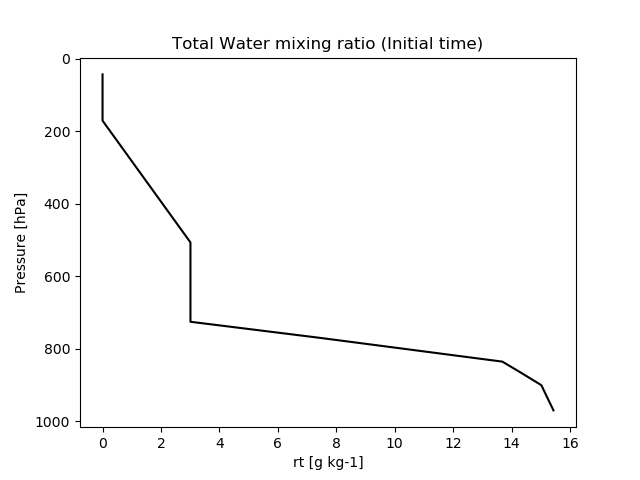 Total Water mixing ratio (Initial time)
0
200
400
600
800
1000
Pressure [hPa]
0 2 4 6 8 10 12 14 16
rt [g kg-1]